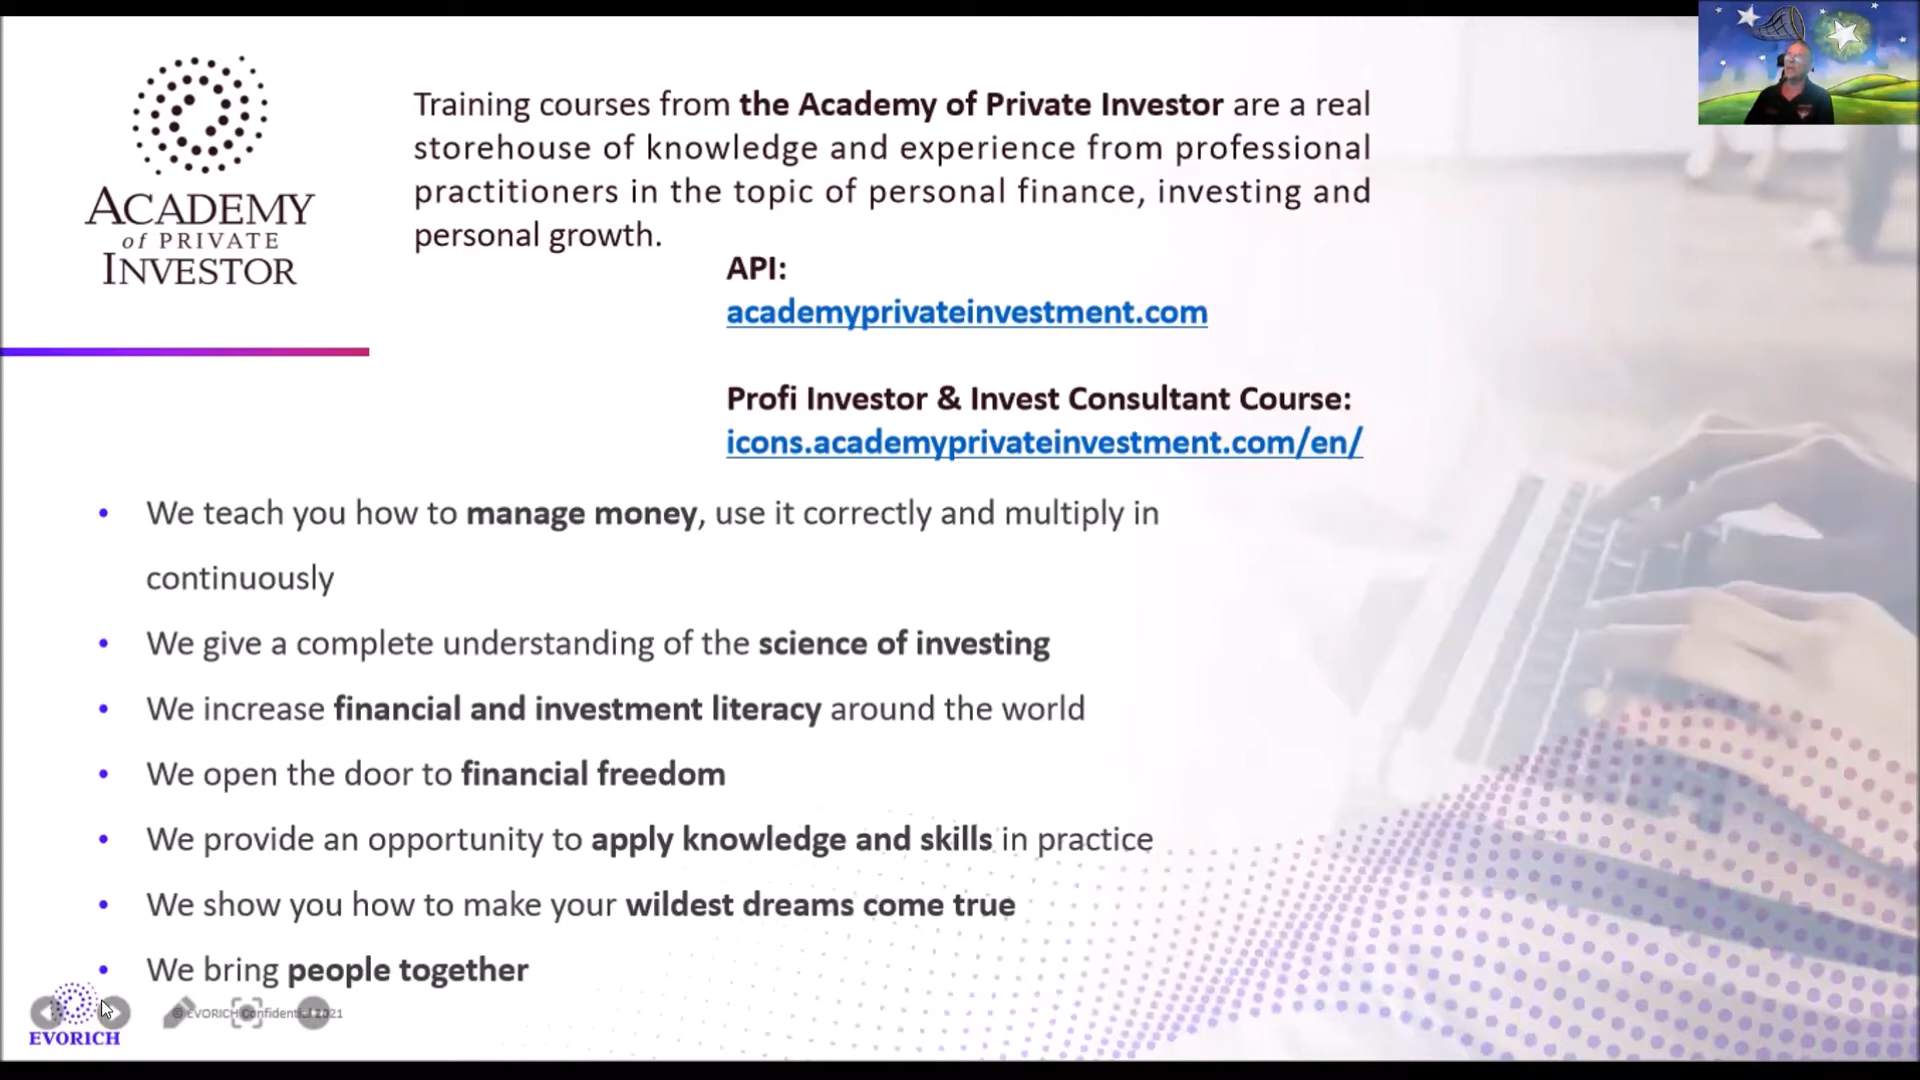 ACADEMY
of PRIVATE
INVESTOR
Training courses from the Academy of Private Investor are a real
storehouse of knowledge and experience from professional
practitioners in the topic of personal finance, investing and
personal growth.
API:
academyprivateinvestment.com
Profi Investor & Invest Consultant Course:
icons.academyprivateinvestment.com/en/
• We teach you how to manage money, use it correctly and multiply in
continuously
• We give a complete understanding of the science of investing
• We increase financial and investment literacy around the world
• We open the door to financial freedom
• We provide an opportunity to apply knowledge and skills in practice
• We show you how to make your wildest dreams come true
• We bring people together
© EVORICH Confidential 2021
EVORICH